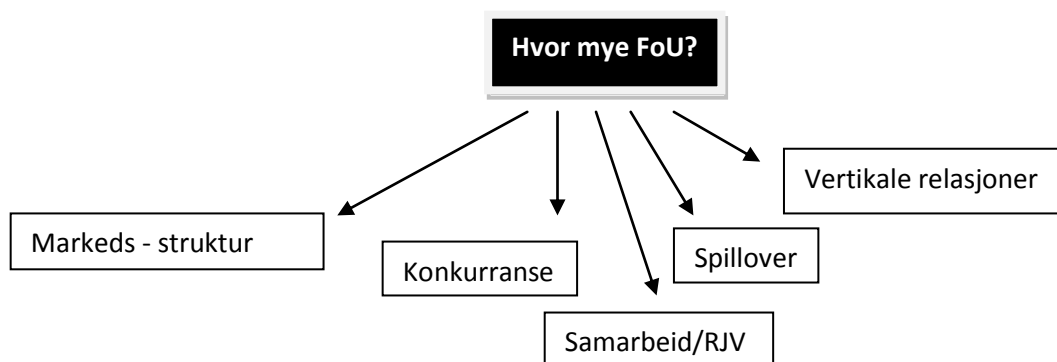 Hvor mye FoU?
Vertikale relasjoner
Markeds - struktur
Spillover
Konkurranse
Samarbeid/RJV